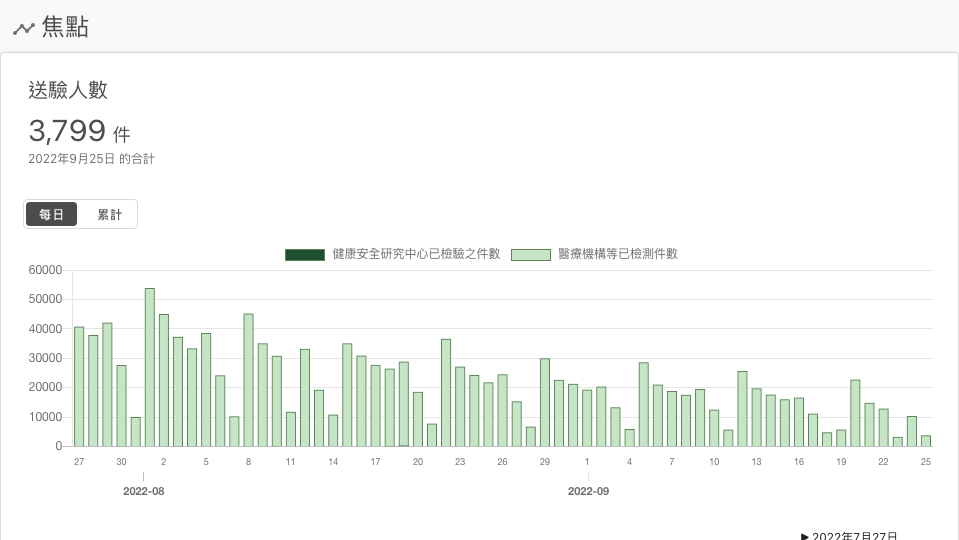 焦點
送驗人數
3,799 件
2022年9月25日 的合計
每日 累計
健康安全研究中心已檢驗之件數 醫療機構等已檢測件數
60000
50000
40000
30000
20000
10000
0
27 30 2 5 8 11 14 17 20 23 26 29 1 4 7 10 13 16 19 22 25
2022-08 2022-09
▶ 2022年7月27日